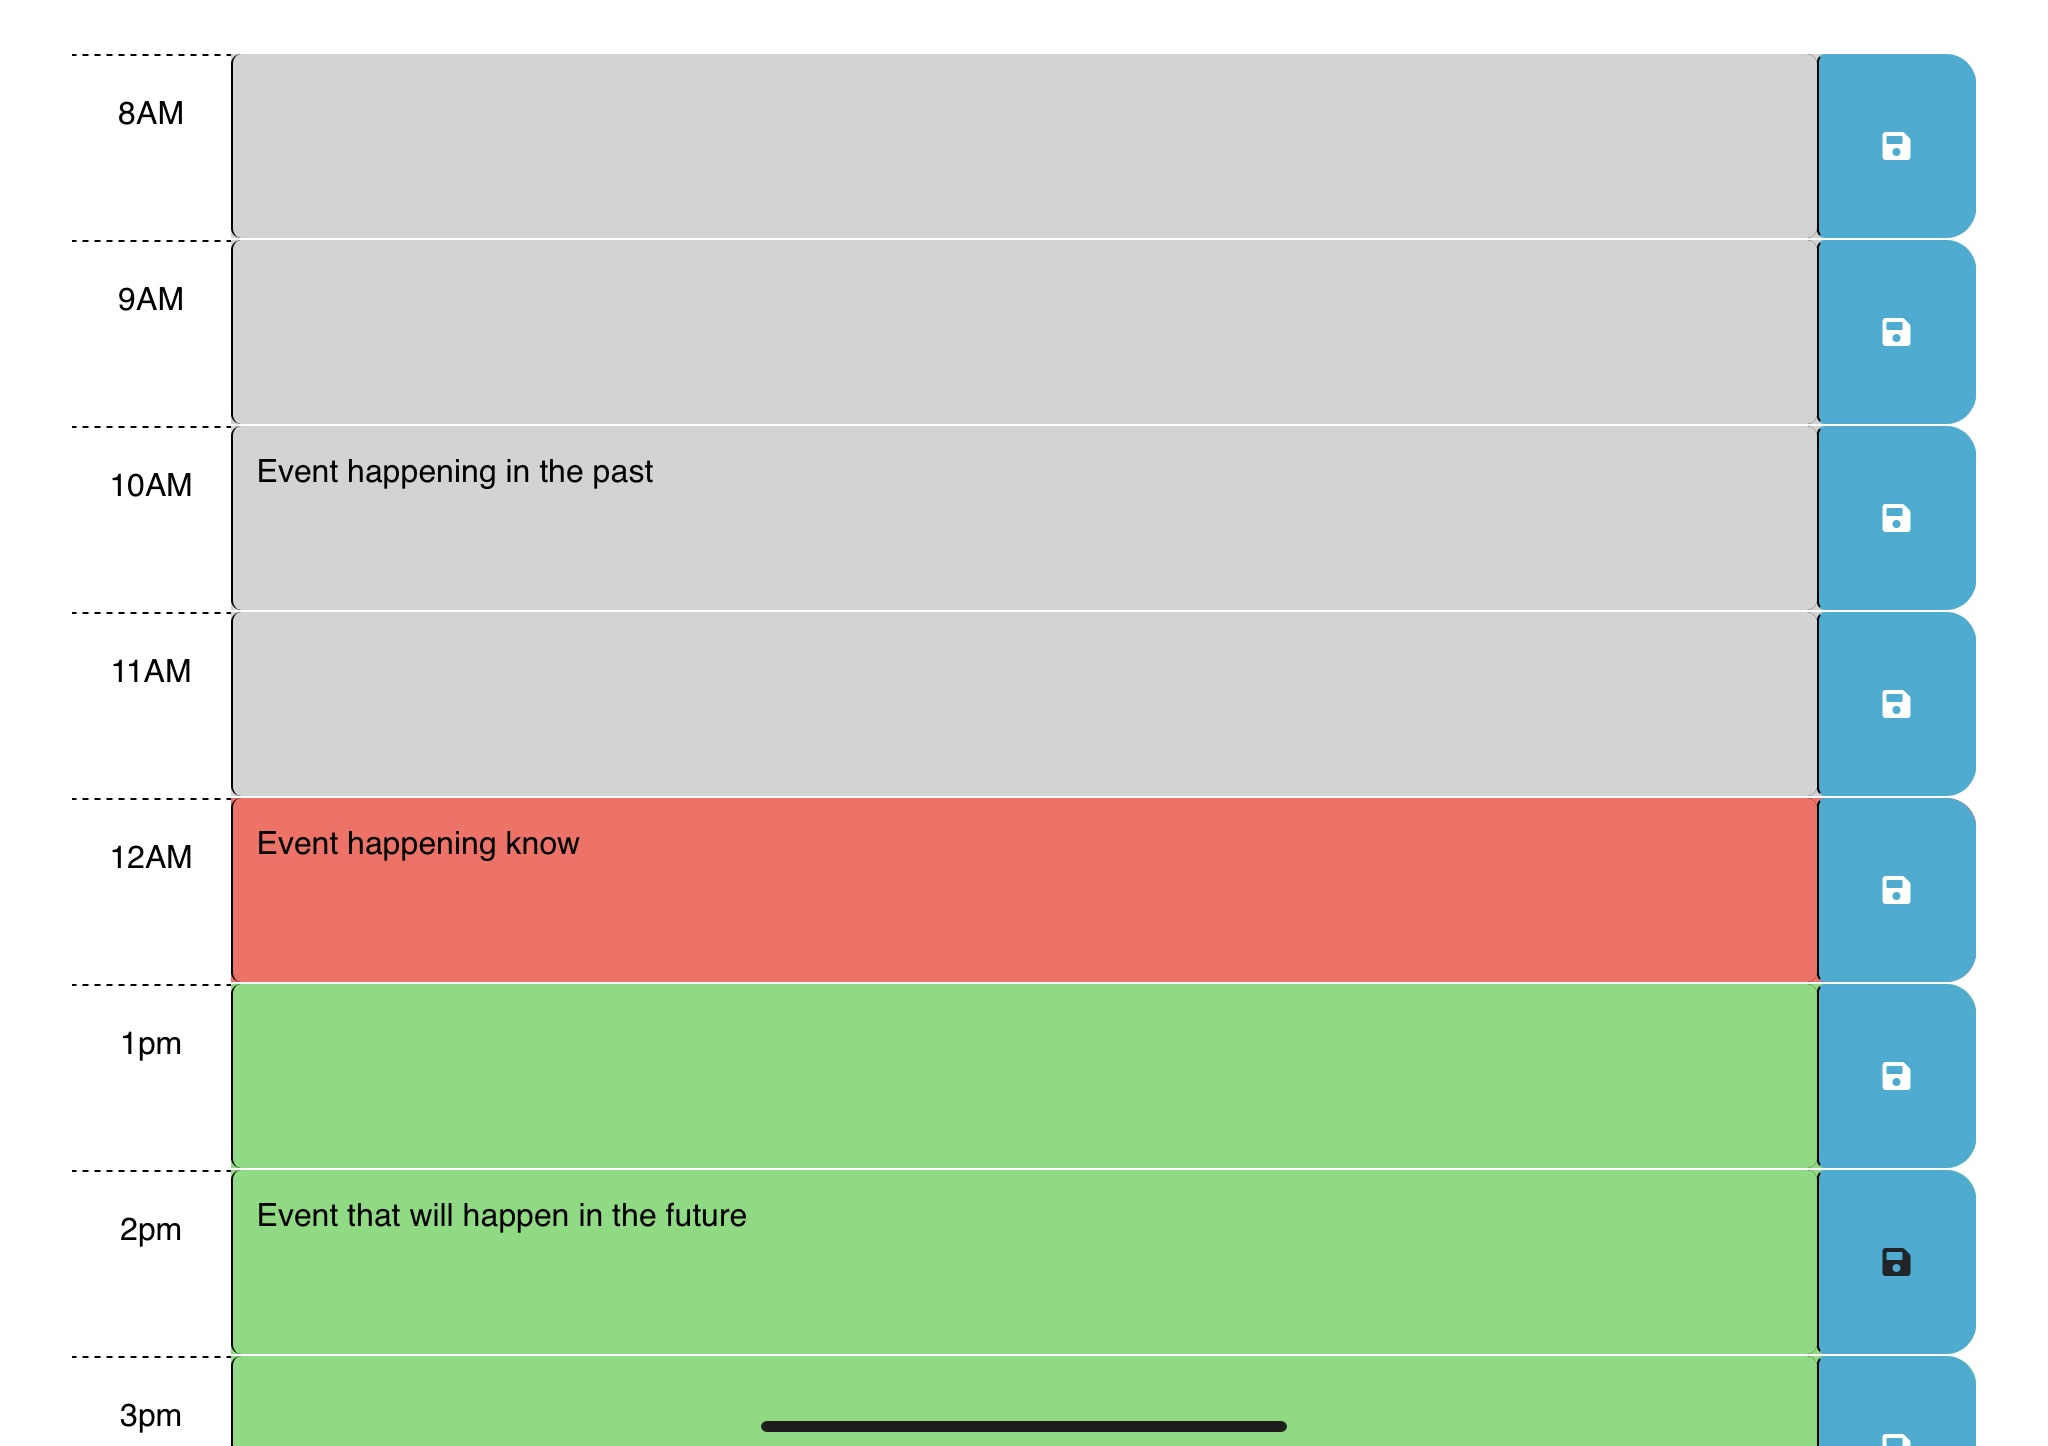 8AM
9AM
10AM
Event happening in the past
11AM
12AM
Event happening know
1pm
2pm
Event that will happen in the future
3pm